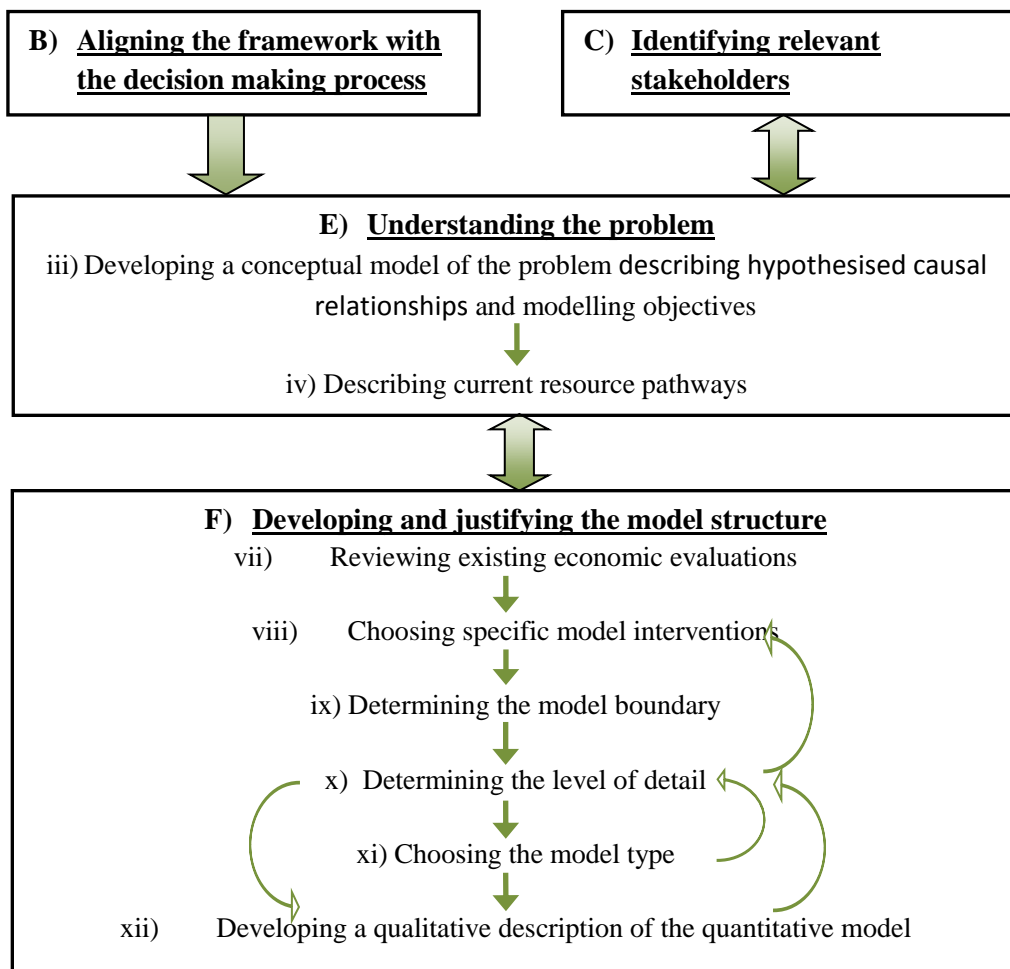 B) Aligning the framework with
the decision making process
C) Identifying relevant
stakeholders
E) Understanding the problem
iii) Developing a conceptual model of the problem describing hypothesised causal
relationships and modelling objectives
iv) Describing current resource pathways
F) Developing and justifying the model structure
vii) Reviewing existing economic evaluations
viii) Choosing specific model interventions
ix) Determining the model boundary
x) Determining the level of detail
xi) Choosing the model type
xii) Developing a qualitative description of the quantitative model